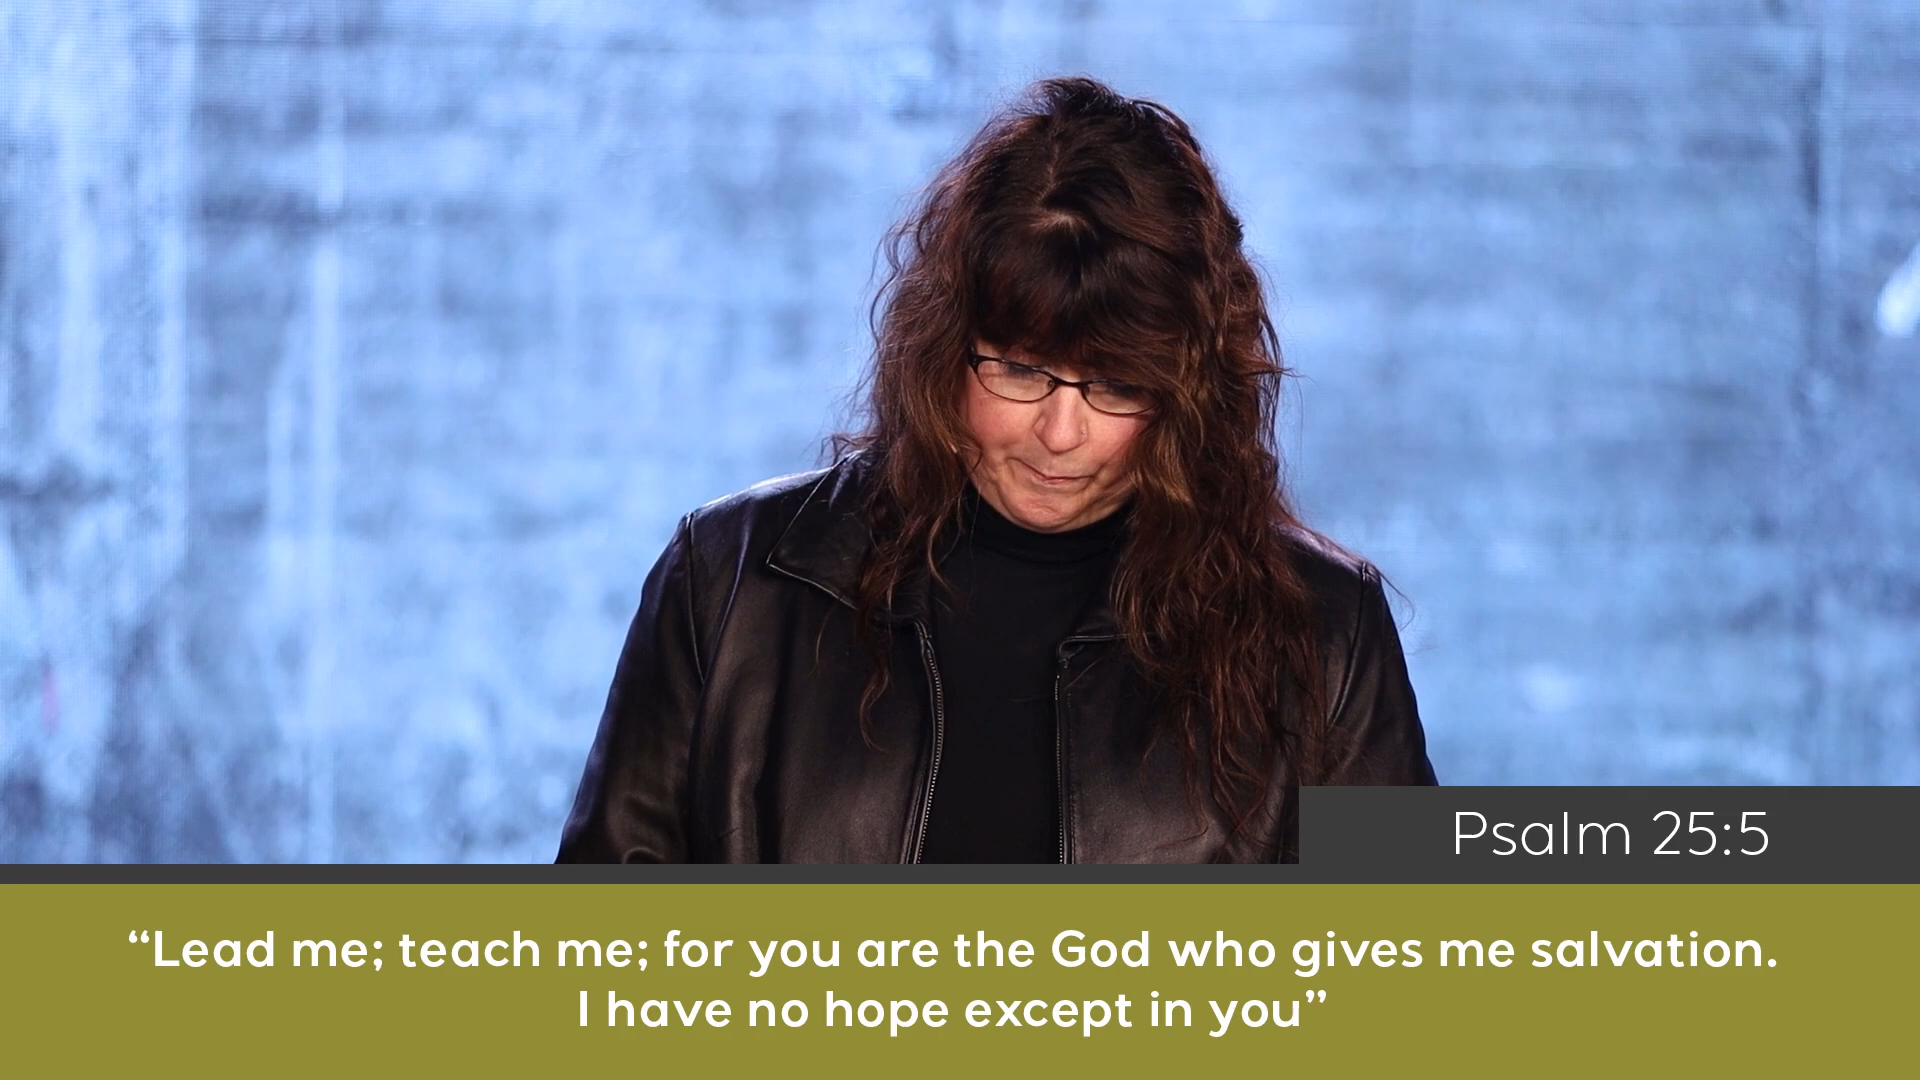 Psalm 25:5
“Lead me; teach me; for you are the God who gives me salvation.
I have no hope except in you”